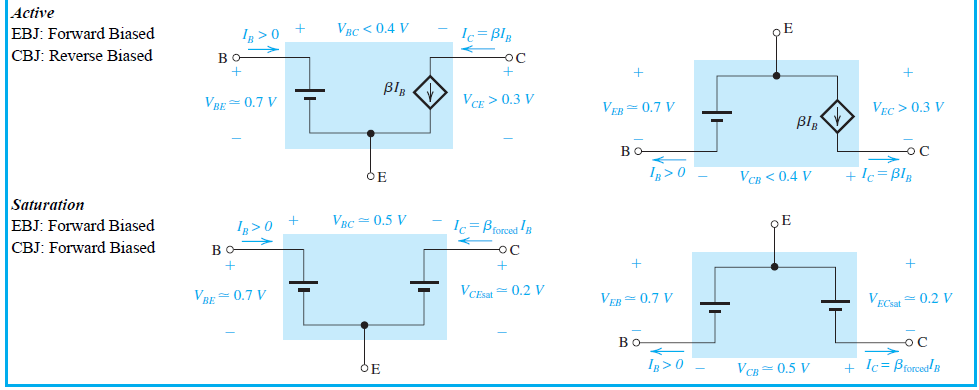 Active
EBJ: Forward Biased
CBJ: Reverse Biased
I_B > 0 + V_BC < 0.4 V − I_C = βI_B
B C
+ +
V_BE ≃ 0.7 V βI_B V_CE > 0.3 V
− −
E
E
+ +
V_EB ≃ 0.7 V βI_B V_EC > 0.3 V
− −
B C
I_B > 0 − V_CB < 0.4 V + I_C = βI_B
Saturation
EBJ: Forward Biased
CBJ: Forward Biased
I_B > 0 + V_BC ≃ 0.5 V − I_C = β_forced I_B
B C
+ +
V_BE ≃ 0.7 V V_CEsat ≃ 0.2 V
− −
E
E
+ +
V_EB ≃ 0.7 V V_ECsat ≃ 0.2 V
− −
B C
I_B > 0 − V_CB ≃ 0.5 V + I_C = β_forced I_B